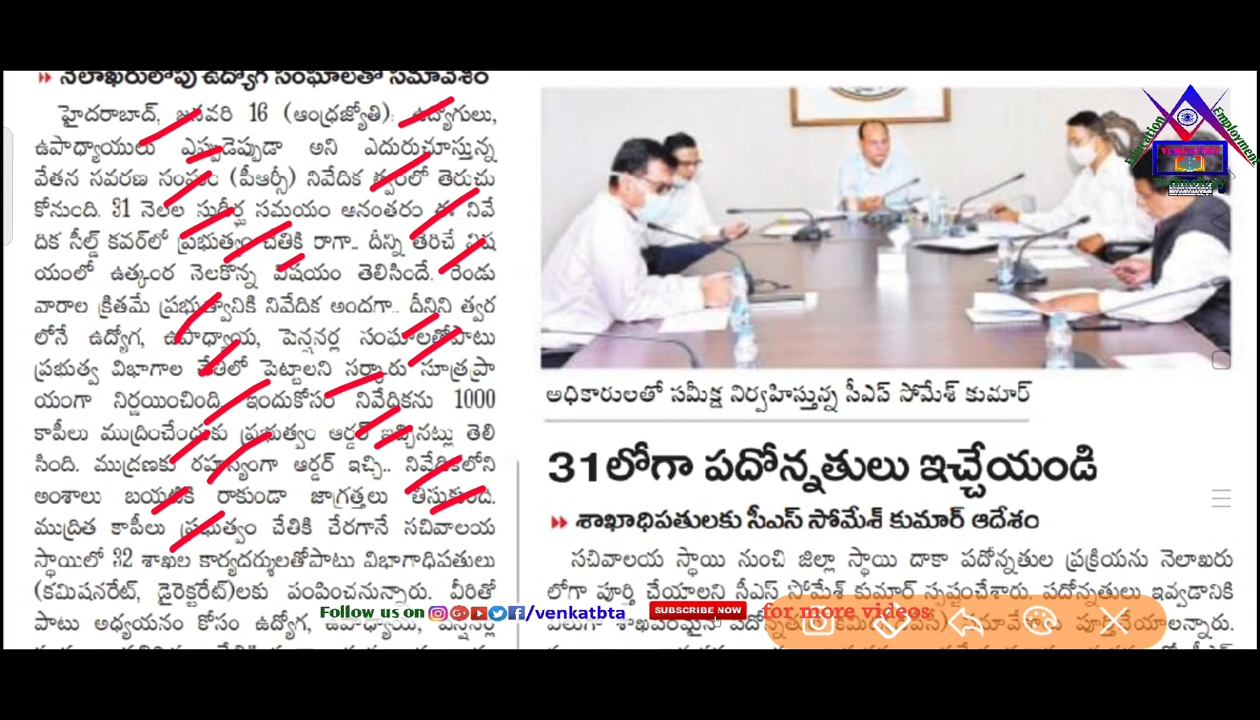 నెలాఖరులోపు ఉద్యోగ సంఘాలతో సమావేశం
హైదరాబాద్, జనవరి 16 (ఆంధ్రజ్యోతి): ఉద్యోగులు,
ఉపాధ్యాయులు ఎప్పుడెప్పుడా అని ఎదురుచూస్తున్న
వేతన సవరణ సంఘం (పీఆర్సీ) నివేదిక త్వరలో తెరుచు
కోనుంది. 31 నెలల సుదీర్ఘ సమయం అనంతరం ఈ నివే
దిక సీల్డ్ కవర్‌లో ప్రభుత్వం చేతికి రాగా.. దీన్ని తెరిచే విష
యంలో ఉత్కంఠ నెలకొన్న విషయం తెలిసిందే. రెండు
వారాల క్రితమే ప్రభుత్వానికి నివేదిక అందగా.. దీనిని త్వర
లోనే ఉద్యోగ, ఉపాధ్యాయ, పెన్షనర్ల సంఘాలతోపాటు
ప్రభుత్వ విభాగాల చేతిలో పెట్టాలని సర్కారు సూత్రప్రా
యంగా నిర్ణయించింది. ఇందుకోసం నివేదికను 1000
కాపీలు ముద్రించేందుకు ప్రభుత్వం ఆర్డర్ ఇచ్చినట్లు తెలి
సింది. ముద్రణకు రహస్యంగా ఆర్డర్ ఇచ్చి.. నివేదికలోని
అంశాలు బయటికి రాకుండా జాగ్రత్తలు తీసుకుంది.
ముద్రిత కాపీలు ప్రభుత్వం చేతికి చేరగానే సచివాలయ
స్థాయిలో 32 శాఖల కార్యదర్శులతోపాటు విభాగాధిపతులు
(కమిషనరేట్, డైరెక్టరేట్)లకు పంపించనున్నారు. వీరితో
పాటు అధ్యయనం కోసం ఉద్యోగ, ఉపాధ్యాయ, పెన్షనర్ల
అధికారులతో సమీక్ష నిర్వహిస్తున్న సీఎస్ సోమేశ్ కుమార్
31లోగా పదోన్నతులు ఇచ్చేయండి
శాఖాధిపతులకు సీఎస్ సోమేశ్ కుమార్ ఆదేశం
సచివాలయ స్థాయి నుంచి జిల్లా స్థాయి దాకా పదోన్నతుల ప్రక్రియను నెలాఖరు
లోగా పూర్తి చేయాలని సీఎస్ సోమేశ్ కుమార్ స్పష్టంచేశారు. పదోన్నతులు ఇవ్వడానికి
వీలుగా శాఖాపరమైన
Education
Employment
venkatbta
Follow us on /venkatbta
SUBSCRIBE NOW for more videos